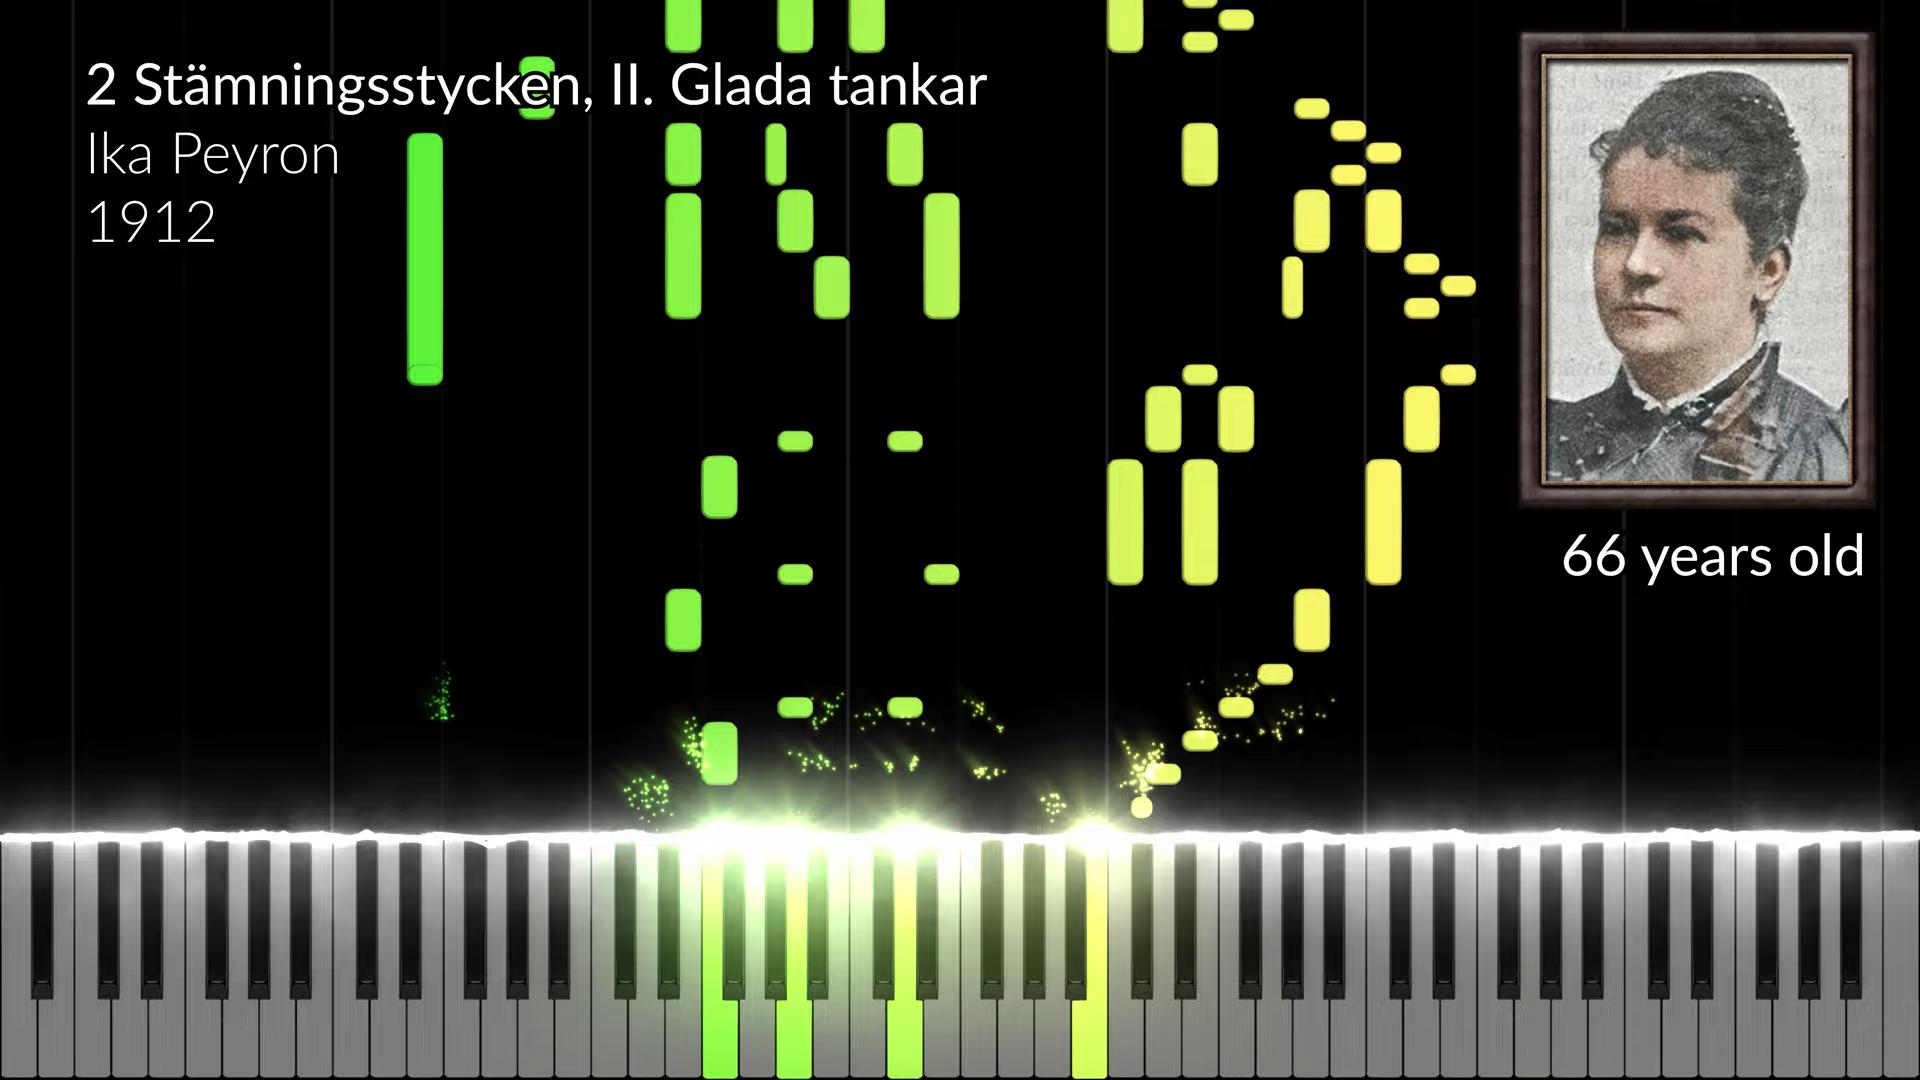 2 Stämningsstycken, II. Glada tankar
Ika Peyron
1912
66 years old